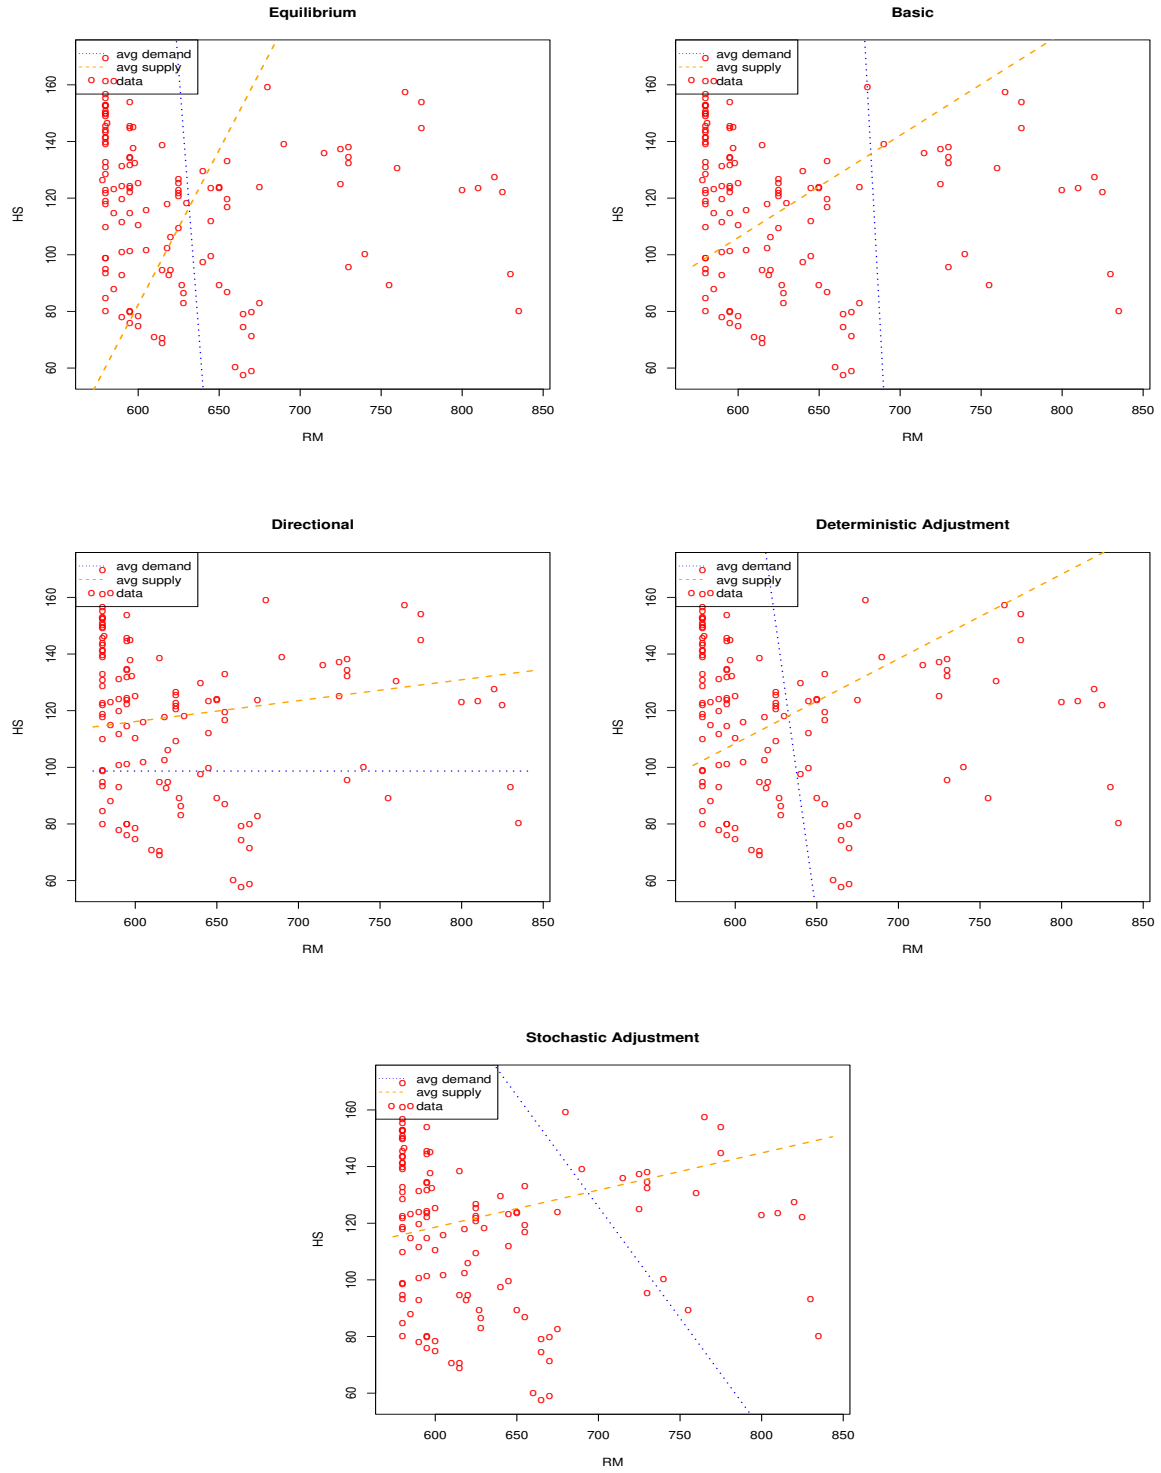 Equilibrium
avg demand
avg supply
data
HS
60 80 100 120 140 160
600 650 700 750 800 850
RM
Basic
avg demand
avg supply
data
HS
60 80 100 120 140 160
600 650 700 750 800 850
RM
Directional
avg demand
avg supply
data
HS
60 80 100 120 140 160
600 650 700 750 800 850
RM
Deterministic Adjustment
avg demand
avg supply
data
HS
60 80 100 120 140 160
600 650 700 750 800 850
RM
Stochastic Adjustment
avg demand
avg supply
data
HS
60 80 100 120 140 160
600 650 700 750 800 850
RM